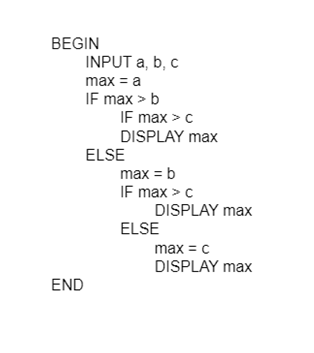 BEGIN
INPUT a, b, c
max = a
IF max > b
IF max > c
DISPLAY max
ELSE
max = b
IF max > c
DISPLAY max
ELSE
max = c
DISPLAY max
END